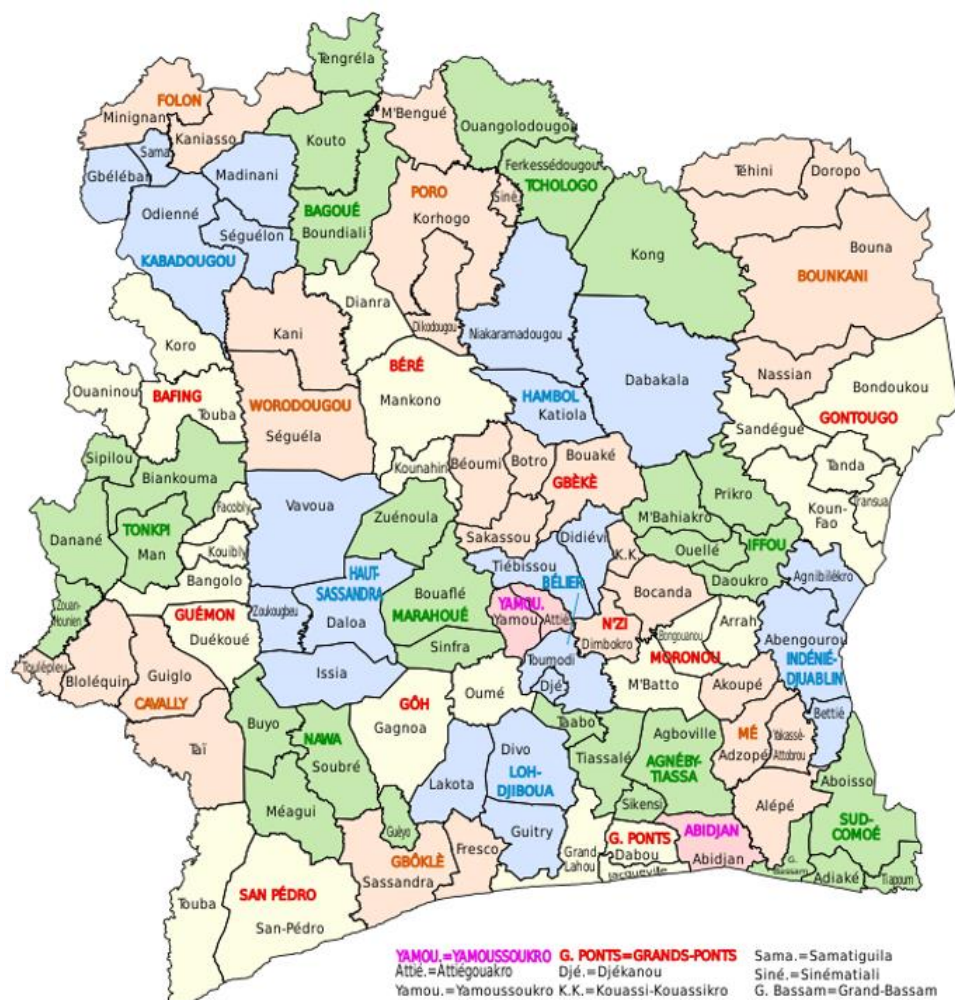 Tengréla
FOLON
Minignan
Kaniasso
M'Bengué
Ouangolodougou
Kouto
Sama.
Gbéléban
Madinani
Ferkessédougou
TCHOLOGO
Téhini
Doropo
PORO
Siné.
Odienné
BAGOUÉ
Korhogo
Boundiali
Séguélon
KABADOUGOU
Kong
Bouna
BOUNKANI
Dianra
Kani
Dikodougou
Niakaramadougou
Koro
BÉRÉ
Nassian
Ouaninou
BAFING
Touba
WORODOUGOU
Mankono
HAMBOL
Katiola
Dabakala
Bondoukou
GONTOUGO
Séguéla
Sandégue
Sipilou
Biankouma
Kounahin
Béoumi
Botro
Bouaké
GBÈKÈ
Tanda
Prikro
Transua
Koun-
Fao
Vavoua
Facobly
Zuénoula
M'Bahiakro
TONKPI
Danané
Man
Kouibly
Sakassou
Didiévi
Ouellé
IFFOU
K.K.
Bangolo
Tiébissou
BÉLIER
Daoukro
Agnibilékro
HAUT-
SASSANDRA
Bouaflé
MARAHOUÉ
Bocanda
Zouan-
Hounien
GUÉMON
Duékoué
Zoukougbeu
Daloa
YAMOU.
Yamou.
Attié.
N'ZI
Dimbokro
Bongouanou
Arrah
Abengourou
Sinfra
MORONOU
INDÉNIÉ-
DJUABLIN
Toulépleu
Bloléquin
Guiglo
CAVALLY
Issia
Toumodi
Djé.
M'Batto
Akoupé
Bettié
GÔH
Gagnoa
Oumé
Taabo
Buyo
NAWA
Soubré
Taï
Agboville
MÉ
Adzopé
Yakassé-
Attobrou
Divo
Tiassalé
AGNÉBY-
TIASSA
Lakota
LOH-
DJIBOUA
Aboisso
Méagui
Sikensi
Alépé
SUD-
COMOÉ
Guéyo
Guitry
ABIDJAN
Abidjan
G. PONTS
Dabou
Grand
Lahou
Jacqueville
GBÔKLÈ
Sassandra
Fresco
G.
Bassam
Adiaké
Tiapoum
SAN PÉDRO
San-Pédro
Touba
YAMOU.=YAMOUSSOUKRO G. PONTS=GRANDS-PONTS Sama.=Samatiguila
Attié.=Attiégouakro Djé.=Djékanou Siné.=Sinématiali
Yamou.=Yamoussoukro K.K.=Kouassi-Kouassikro G. Bassam=Grand-Bassam